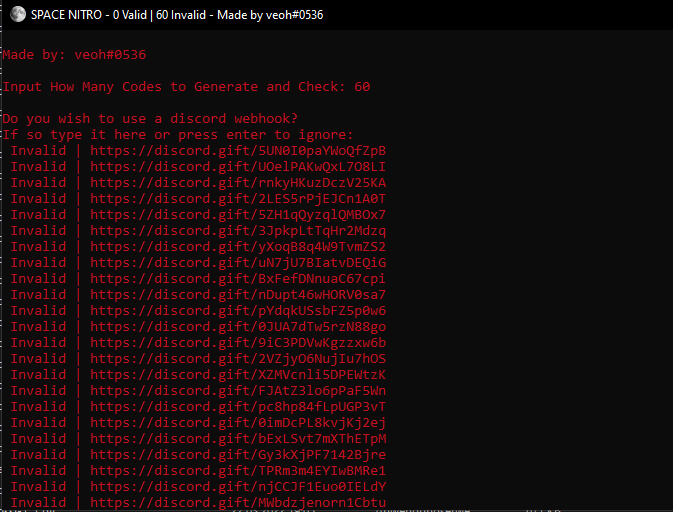 SPACE NITRO - 0 Valid | 60 Invalid - Made by veoh#0536
Made by: veoh#0536
Input How Many Codes to Generate and Check: 60
Do you wish to use a discord webhook?
If so type it here or press enter to ignore:
Invalid | https://discord.gift/5UN0I0paYWoQfZpB
Invalid | https://discord.gift/UOelPAKwQxL7O8LI
Invalid | https://discord.gift/rnkyHKuzDczV25KA
Invalid | https://discord.gift/2LES5rPjEJCn1A0T
Invalid | https://discord.gift/5ZH1qQyzqlQMBOx7
Invalid | https://discord.gift/3JpkpLtTqHr2Mdzq
Invalid | https://discord.gift/yXoqB8q4W9TvmZS2
Invalid | https://discord.gift/uN7jU7BIatvDEQiG
Invalid | https://discord.gift/BxFefDNnuaC67cpi
Invalid | https://discord.gift/nDupt46wHORV0sa7
Invalid | https://discord.gift/pYdqkUSsbFZ5p0w6
Invalid | https://discord.gift/0JUA7dTw5rzN88go
Invalid | https://discord.gift/9iC3PDVwKgzzxw6b
Invalid | https://discord.gift/2VZjyO6NujIu7hOS
Invalid | https://discord.gift/XZMVcnli5DPEWtzK
Invalid | https://discord.gift/FJAtZ3lo6pPaF5Wn
Invalid | https://discord.gift/pc8hp84fLpUGP3vT
Invalid | https://discord.gift/0imDcPL8kvjKj2ej
Invalid | https://discord.gift/bExLSvt7mXThETpM
Invalid | https://discord.gift/Gy3kXjPF7142Bjre
Invalid | https://discord.gift/TPRm3m4EYIwBMRe1
Invalid | https://discord.gift/njCCJF1Euo0IELdY
Invalid | https://discord.gift/MWbdzjenorn1Cbtu